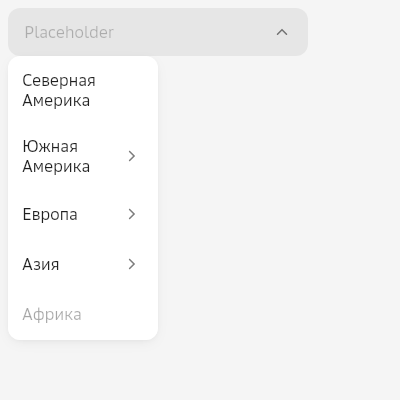 Placeholder
Северная
Америка
Южная
Америка
Европа
Азия
Африка